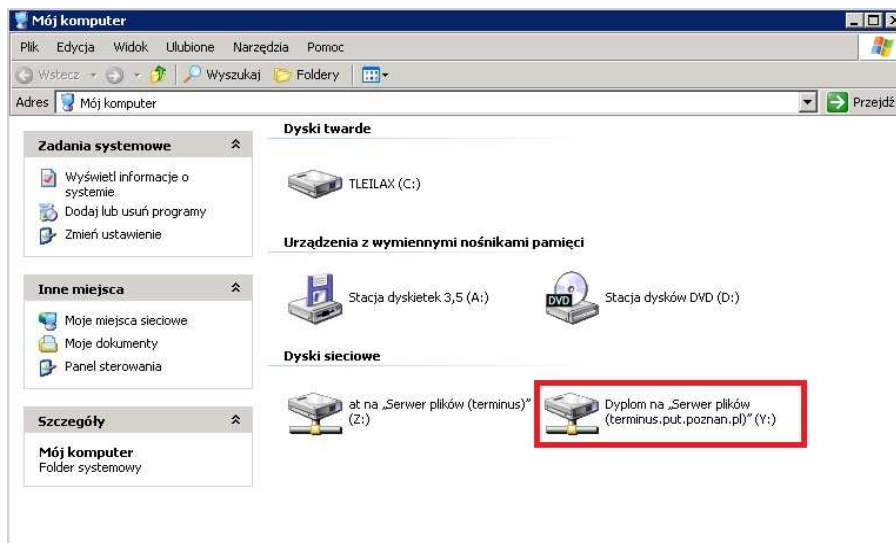 Mój komputer
Plik Edycja Widok Ulubione Narzędzia Pomoc
Wstecz Wyszukaj Foldery
Adres Mój komputer Przejdź
Zadania systemowe
Wyświetl informacje o
systemie
Dodaj lub usuń programy
Zmień ustawienie
Inne miejsca
Moje miejsca sieciowe
Moje dokumenty
Panel sterowania
Szczegóły
Mój komputer
Folder systemowy
Dyski twarde
TLEILAX (C:)
Urządzenia z wymiennymi nośnikami pamięci
Stacja dyskietek 3,5 (A:)
DVD
Stacja dysków DVD (D:)
Dyski sieciowe
at na „Serwer plików (terminus)”
(Z:)
Dyplom na „Serwer plików
(terminus.put.poznan.pl)” (Y:)